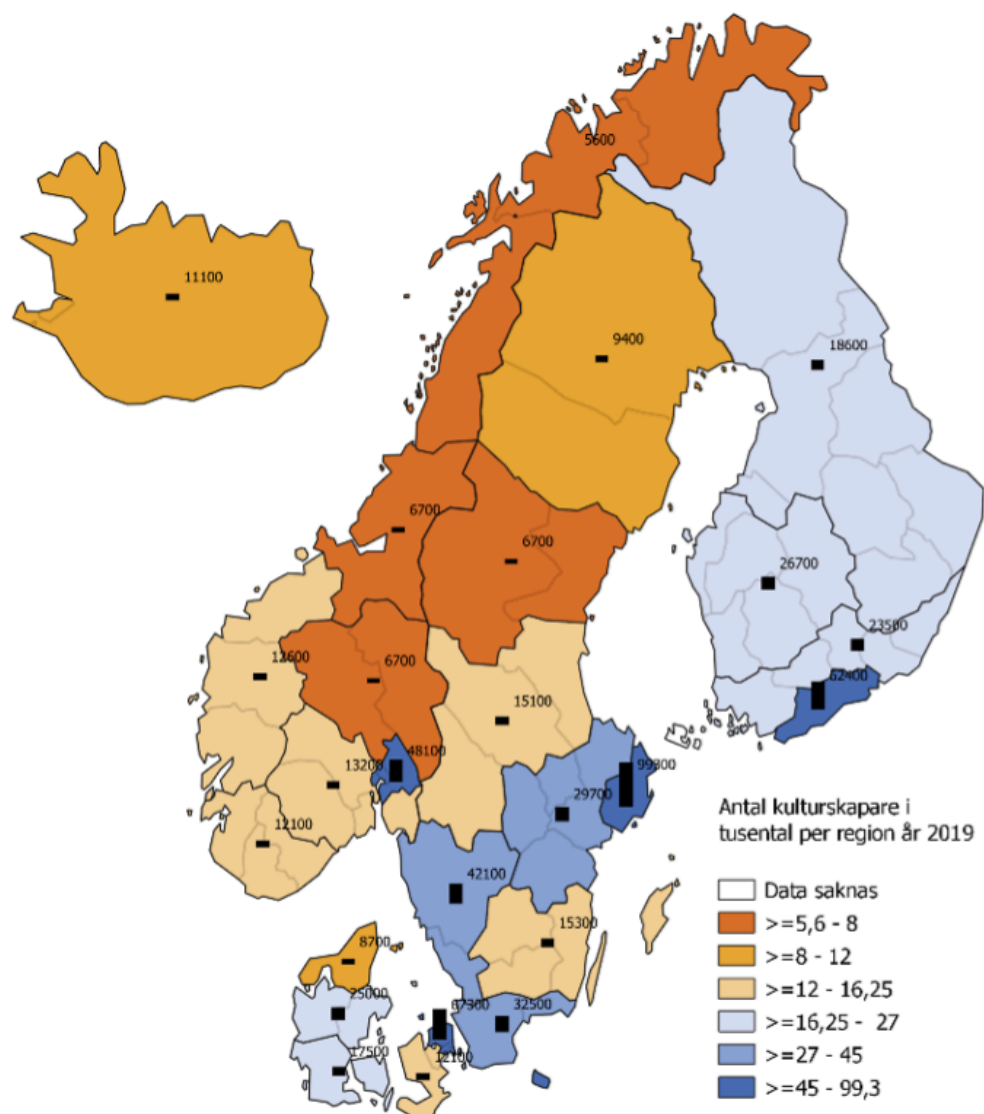 5600
11100
9400
18600
6700
6700
26700
23500
12600
6700
62400
15100
48100
13200
99300
29700
12100
Antal kulturskapare i
tusental per region år 2019
42100
Data saknas
15300
>=5,6 - 8
8700
>=8 - 12
25000
>=12 - 16,25
67300
32500
>=16,25 - 27
17500
12100
>=27 - 45
>=45 - 99,3